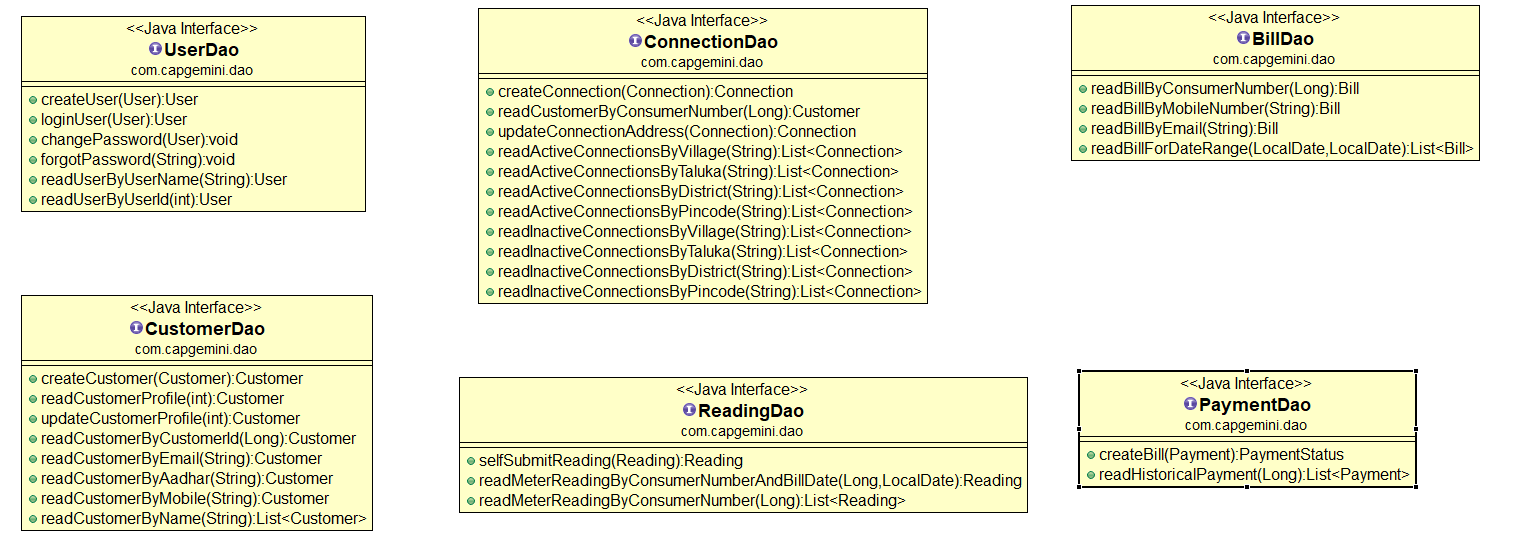 <<Java Interface>>
UserDao
com.capgemini.dao
createUser(User):User
loginUser(User):User
changePassword(User):void
forgotPassword(String):void
readUserByUserName(String):User
readUserByUserId(int):User
<<Java Interface>>
ConnectionDao
com.capgemini.dao
createConnection(Connection):Connection
readCustomerByConsumerNumber(Long):Customer
updateConnectionAddress(Connection):Connection
readActiveConnectionsByVillage(String):List<Connection>
readActiveConnectionsByTaluka(String):List<Connection>
readActiveConnectionsByDistrict(String):List<Connection>
readActiveConnectionsByPincode(String):List<Connection>
readInactiveConnectionsByVillage(String):List<Connection>
readInactiveConnectionsByTaluka(String):List<Connection>
readInactiveConnectionsByDistrict(String):List<Connection>
readInactiveConnectionsByPincode(String):List<Connection>
<<Java Interface>>
BillDao
com.capgemini.dao
readBillByConsumerNumber(Long):Bill
readBillByMobileNumber(String):Bill
readBillByEmail(String):Bill
readBillForDateRange(LocalDate,LocalDate):List<Bill>
<<Java Interface>>
CustomerDao
com.capgemini.dao
createCustomer(Customer):Customer
readCustomerProfile(int):Customer
updateCustomerProfile(int):Customer
readCustomerByCustomerId(Long):Customer
readCustomerByEmail(String):Customer
readCustomerByAadhar(String):Customer
readCustomerByMobile(String):Customer
readCustomerByName(String):List<Customer>
<<Java Interface>>
ReadingDao
com.capgemini.dao
selfSubmitReading(Reading):Reading
readMeterReadingByConsumerNumberAndBillDate(Long,LocalDate):Reading
readMeterReadingByConsumerNumber(Long):List<Reading>
<<Java Interface>>
PaymentDao
com.capgemini.dao
createBill(Payment):PaymentStatus
readHistoricalPayment(Long):List<Payment>